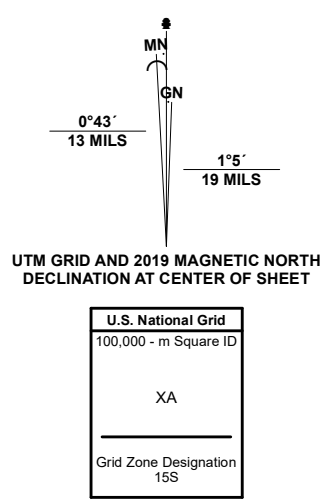 MN
GN
0°43´
13 MILS
1°5´
19 MILS
UTM GRID AND 2019 MAGNETIC NORTH
DECLINATION AT CENTER OF SHEET
U.S. National Grid
100,000 - m Square ID
XA
Grid Zone Designation
15S